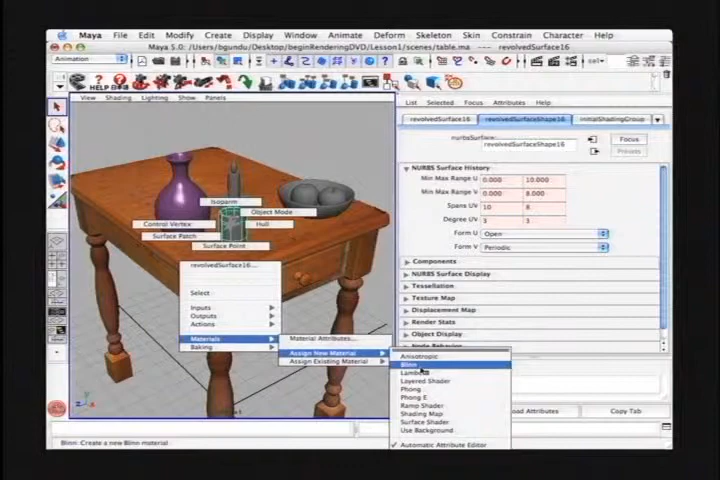 Maya File Edit Modify Create Display Window Animate Deform Skeleton Skin Constrain Character Help
Maya 5.0: /Users/bgundu/Desktop/beginRenderingDVD/Lesson1/scenes/table.ma --- revolvedSurface16
Animation
HELP
View Shading Lighting Show Panels
List Selected Focus Attributes Help
revolvedSurface16 revolvedSurfaceShape16 initialShadingGroup
nurbsSurface: revolvedSurfaceShape16 Focus
Presets
NURBS Surface History
Min Max Range U 0.000 10.000
Min Max Range V 0.000 8.000
Spans UV 10 8
Degree UV 3 3
Form U Open
Form V Periodic
Components
NURBS Surface Display
Tessellation
Texture Map
Displacement Map
Render Stats
Object Display
Node Behavior
Isoparm
Object Mode
Control Vertex
Hull
Surface Patch
Surface Point
revolvedSurface16...
Select
Inputs
Outputs
Actions
Materials
Baking
Material Attributes...
Assign New Material
Assign Existing Material
Anisotropic
Blinn
Lambert
Layered Shader
Phong
Phong E
Ramp Shader
Shading Map
Surface Shader
Use Background
Automatic Attribute Editor
Load Attributes Copy Tab
Blinn: Create a new Blinn material